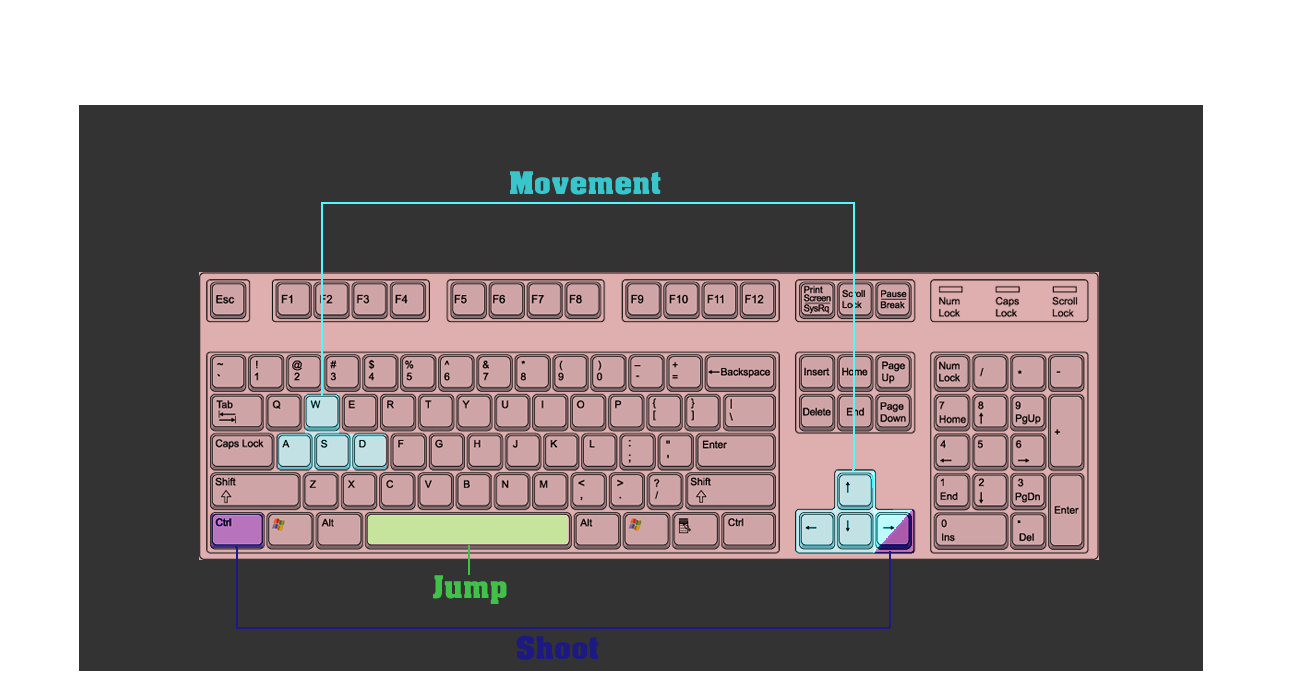 Movement
Esc F1 F2 F3 F4 F5 F6 F7 F8 F9 F10 F11 F12 Print Screen SysRq Scroll Lock Pause Break Num Lock Caps Lock Scroll Lock
~ ` ! 1 @ 2 # 3 $ 4 % 5 ^ 6 & 7 * 8 ( 9 ) 0 – - + = ←Backspace Insert Home Page Up Num Lock / * -
Tab Q W E R T Y U I O P { [ } ] | \ Delete End Page Down 7 Home 8 ↑ 9 PgUp +
Caps Lock A S D F G H J K L : ; " ' Enter 4 ← 5 6 →
Shift ⇧ Z X C V B N M < , > . ? / Shift ⇧ ↑ 1 End 2 ↓ 3 PgDn Enter
Ctrl Alt Alt Ctrl ← ↓ → 0 Ins • Del
Jump
Shoot